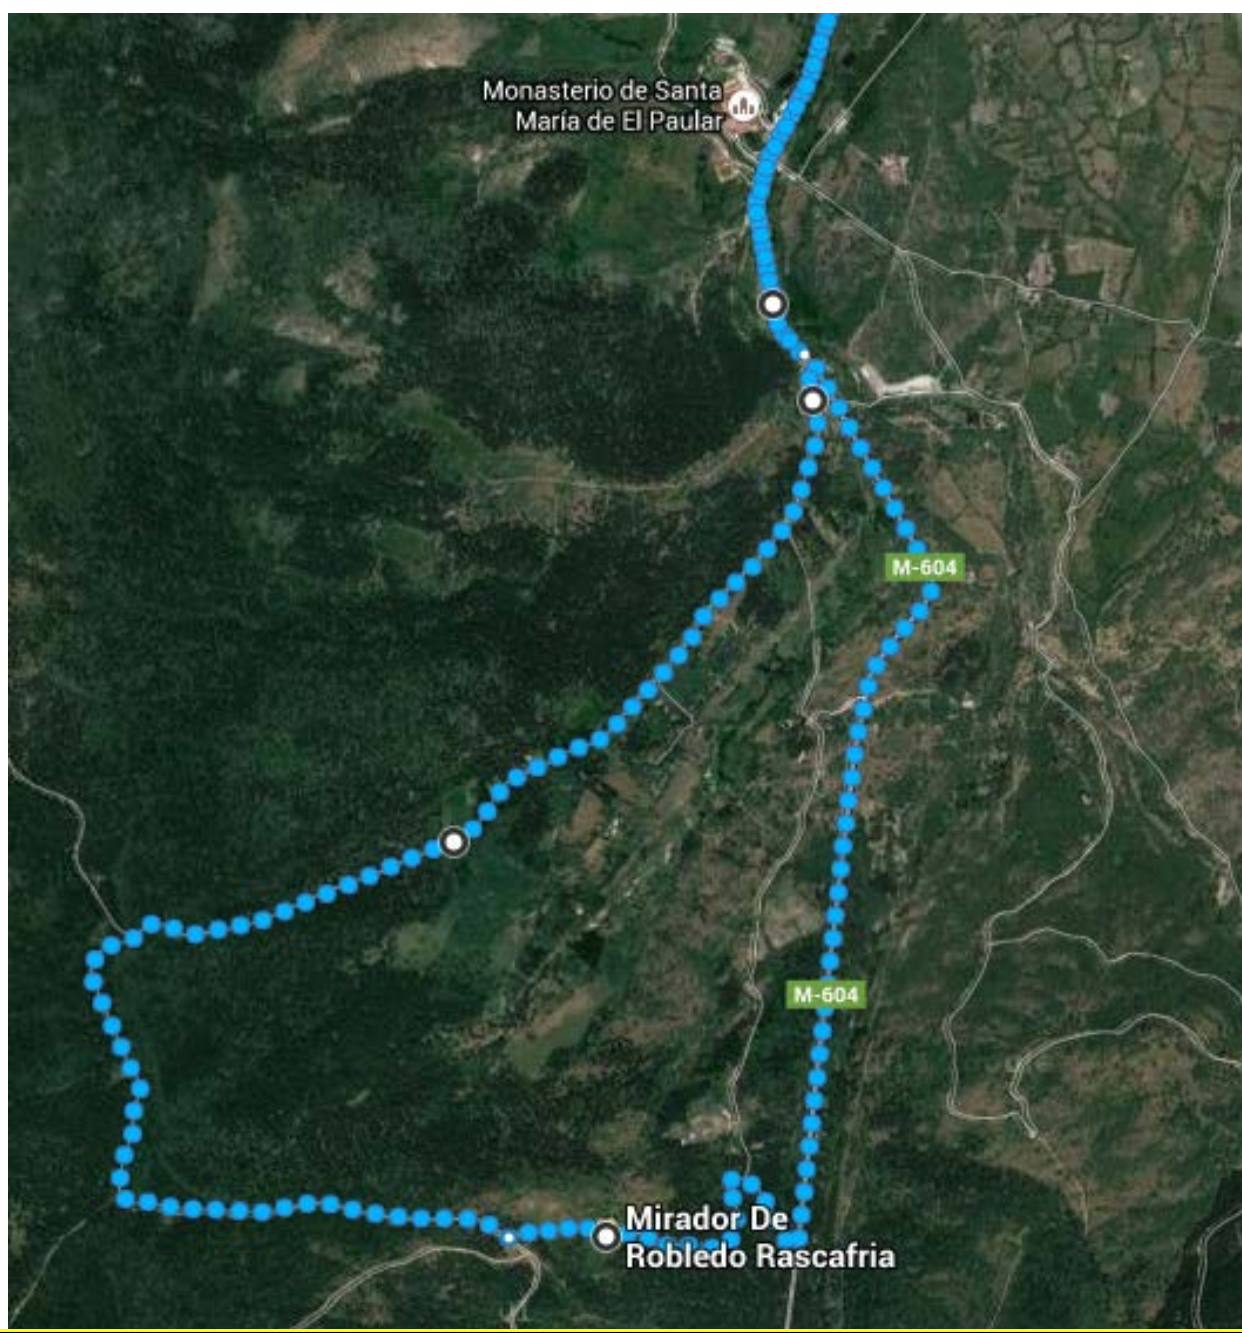 Monasterio de Santa
María de El Paular
M-604
M-604
Mirador De
Robledo Rascafria